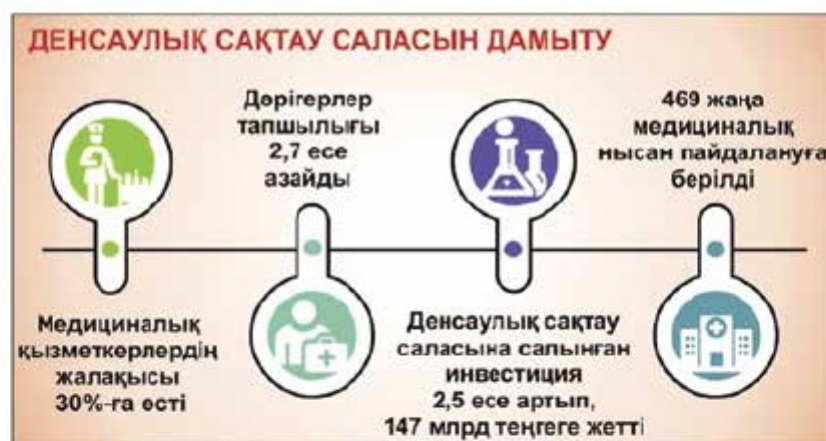 ДЕНСАУЛЫҚ САҚТАУ САЛАСЫН ДАМЫТУ
Медициналық
қызметкерлердің
жалақысы
30%-ға өсті
Дәрігерлер
тапшылығы
2,7 есе
азайды
Денсаулық сақтау
саласына салынған
инвестиция
2,5 есе артып,
147 млрд теңгеге жетті
469 жаңа
медициналық
нысан пайдалануға
берілді